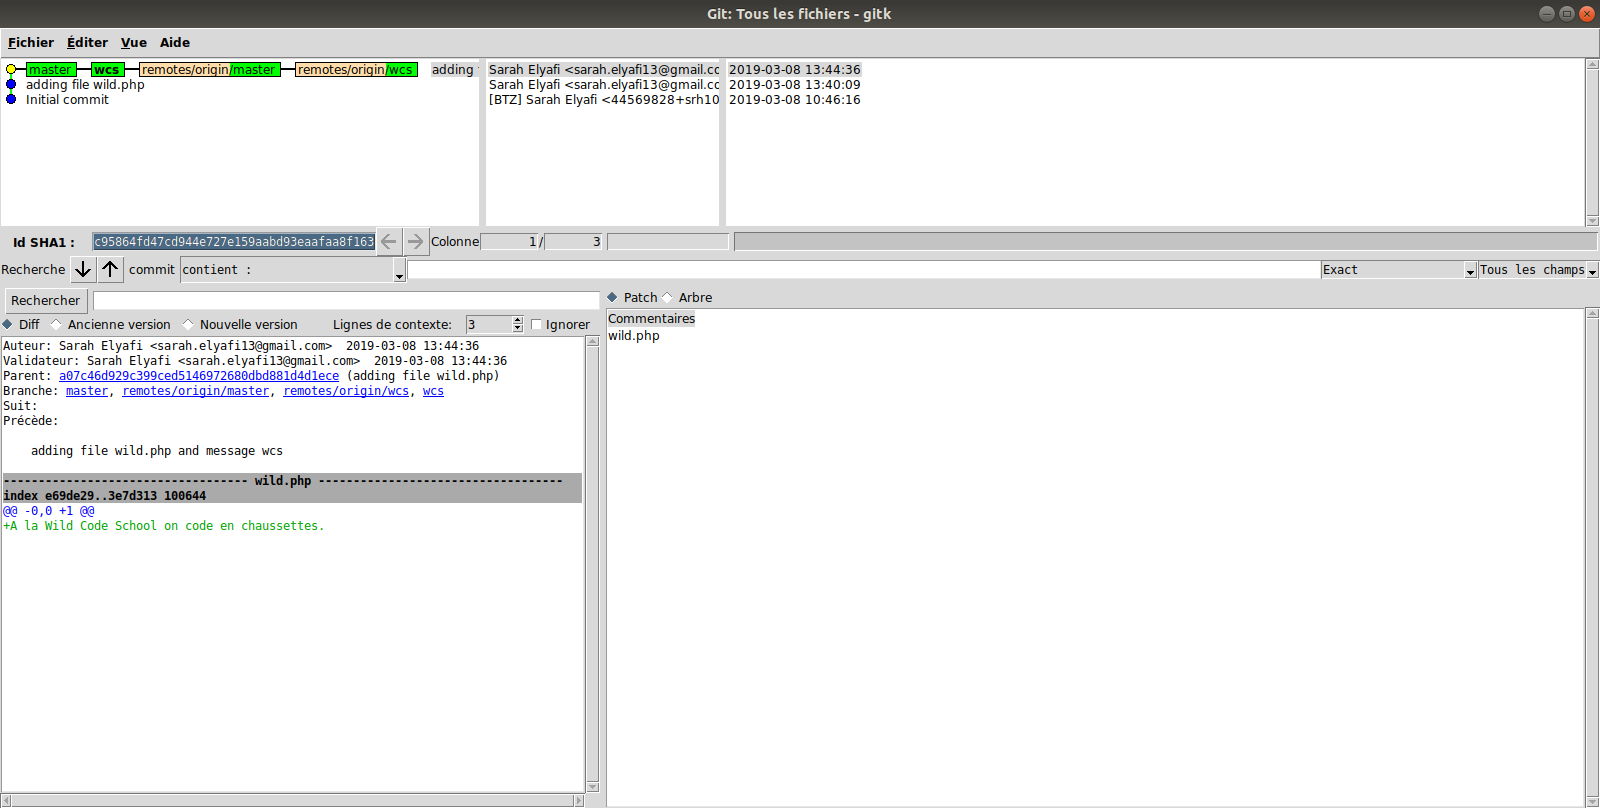 Git: Tous les fichiers - gitk
Fichier Éditer Vue Aide
master wcs remotes/origin/master remotes/origin/wcs adding Sarah Elyafi <sarah.elyafi13@gmail.co 2019-03-08 13:44:36
adding file wild.php Sarah Elyafi <sarah.elyafi13@gmail.co 2019-03-08 13:40:09
Initial commit [BTZ] Sarah Elyafi <44569828+srh10 2019-03-08 10:46:16
Id SHA1 : c95864fd47cd944e727e159aabd93eaafaa8f163 Colonne 1 / 3
Recherche commit contient : Exact Tous les champs
Rechercher
Patch Arbre
Diff Ancienne version Nouvelle version Lignes de contexte: 3 Ignorer
Commentaires
wild.php
Auteur: Sarah Elyafi <sarah.elyafi13@gmail.com> 2019-03-08 13:44:36
Validateur: Sarah Elyafi <sarah.elyafi13@gmail.com> 2019-03-08 13:44:36
Parent: a07c46d929c399ced5146972680dbd881d4d1ece (adding file wild.php)
Branche: master, remotes/origin/master, remotes/origin/wcs, wcs
Suit:
Précède:
adding file wild.php and message wcs
----------------------------------- wild.php -----------------------------------
index e69de29..3e7d313 100644
@@ -0,0 +1 @@
+A la Wild Code School on code en chaussettes.